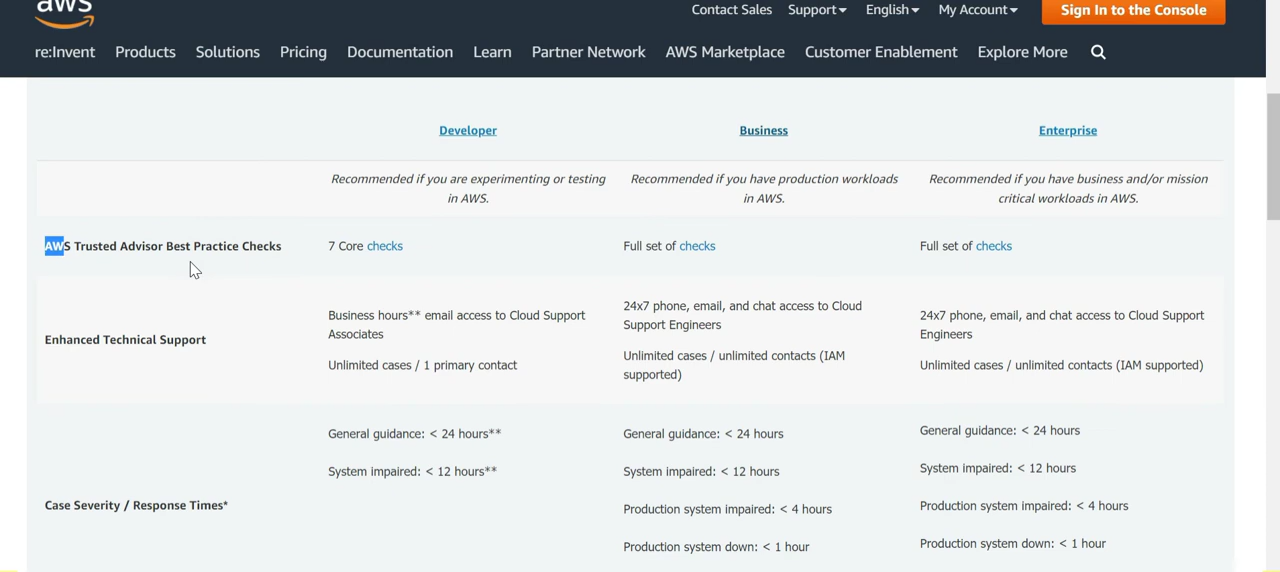 aws
Contact Sales Support English My Account Sign In to the Console
re:Invent Products Solutions Pricing Documentation Learn Partner Network AWS Marketplace Customer Enablement Explore More
Developer Business Enterprise
Recommended if you are experimenting or testing
in AWS.
Recommended if you have production workloads
in AWS.
Recommended if you have business and/or mission
critical workloads in AWS.
AWS Trusted Advisor Best Practice Checks
7 Core checks
Full set of checks
Full set of checks
Enhanced Technical Support
Business hours** email access to Cloud Support
Associates
Unlimited cases / 1 primary contact
24x7 phone, email, and chat access to Cloud
Support Engineers
Unlimited cases / unlimited contacts (IAM
supported)
24x7 phone, email, and chat access to Cloud Support
Engineers
Unlimited cases / unlimited contacts (IAM supported)
Case Severity / Response Times*
General guidance: < 24 hours**
System impaired: < 12 hours**
General guidance: < 24 hours
System impaired: < 12 hours
Production system impaired: < 4 hours
Production system down: < 1 hour
General guidance: < 24 hours
System impaired: < 12 hours
Production system impaired: < 4 hours
Production system down: < 1 hour